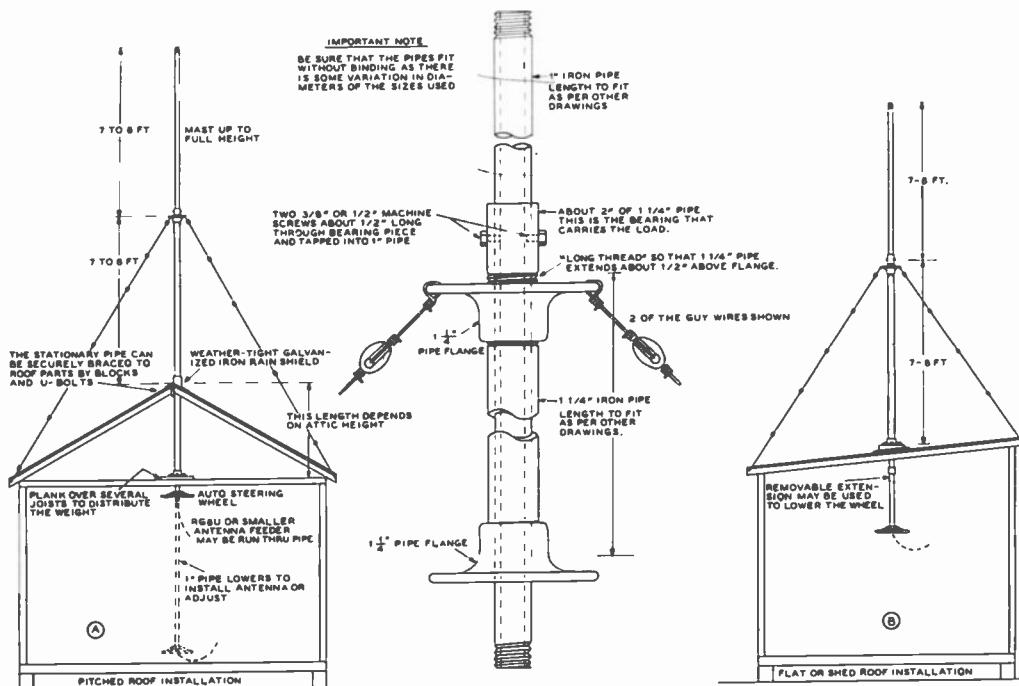 IMPORTANT NOTE
BE SURE THAT THE PIPES FIT
WITHOUT BINDING AS THERE
IS SOME VARIATION IN DIA-
METERS OF THE SIZES USED
7 TO 8 FT
MAST UP TO
FULL HEIGHT
7 TO 8 FT
THE STATIONARY PIPE CAN
BE SECURELY BRACED TO
ROOF PARTS BY BLOCKS
AND U-BOLTS
WEATHER-TIGHT GALVAN-
IZED IRON RAIN SHIELD
THIS LENGTH DEPENDS
ON ATTIC HEIGHT
PLANK OVER SEVERAL
JOISTS TO DISTRIBUTE
THE WEIGHT
AUTO STEERING
WHEEL
RG8U OR SMALLER
ANTENNA FEEDER
MAY BE RUN THRU PIPE
1" PIPE LOWERS TO
INSTALL ANTENNA OR
ADJUST
A
PITCHED ROOF INSTALLATION
1" IRON PIPE
LENGTH TO FIT
AS PER OTHER
DRAWINGS
TWO 3/8" OR 1/2" MACHINE
SCREWS ABOUT 1/2" LONG
THROUGH BEARING PIECE
AND TAPPED INTO 1" PIPE
ABOUT 2" OF 1 1/4" PIPE
THIS IS THE BEARING THAT
CARRIES THE LOAD.
"LONG THREAD" SO THAT 1 1/4" PIPE
EXTENDS ABOUT 1/2" ABOVE FLANGE.
2 OF THE GUY WIRES SHOWN
1 1/4"
PIPE FLANGE
1 1/4" IRON PIPE
LENGTH TO FIT
AS PER OTHER
DRAWINGS.
1 1/4" PIPE FLANGE
7-8 FT.
7-8 FT.
REMOVABLE EXTEN-
SION MAY BE USED
TO LOWER THE WHEEL
B
FLAT OR SHED ROOF INSTALLATION